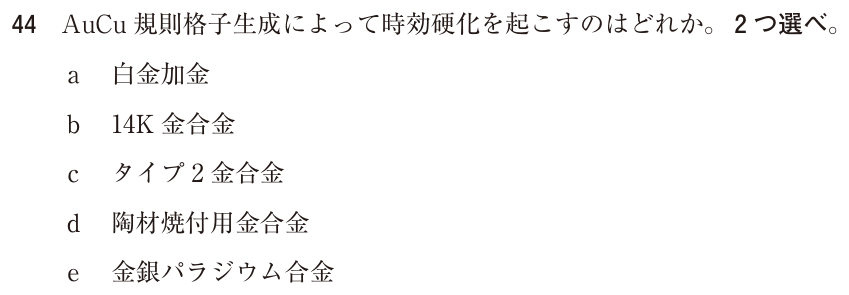 44 AuCu 規則格子生成によって時効硬化を起こすのはどれか。2つ選べ。
a 白金加金
b 14K 金合金
c タイプ2金合金
d 陶材焼付用金合金
e 金銀パラジウム合金